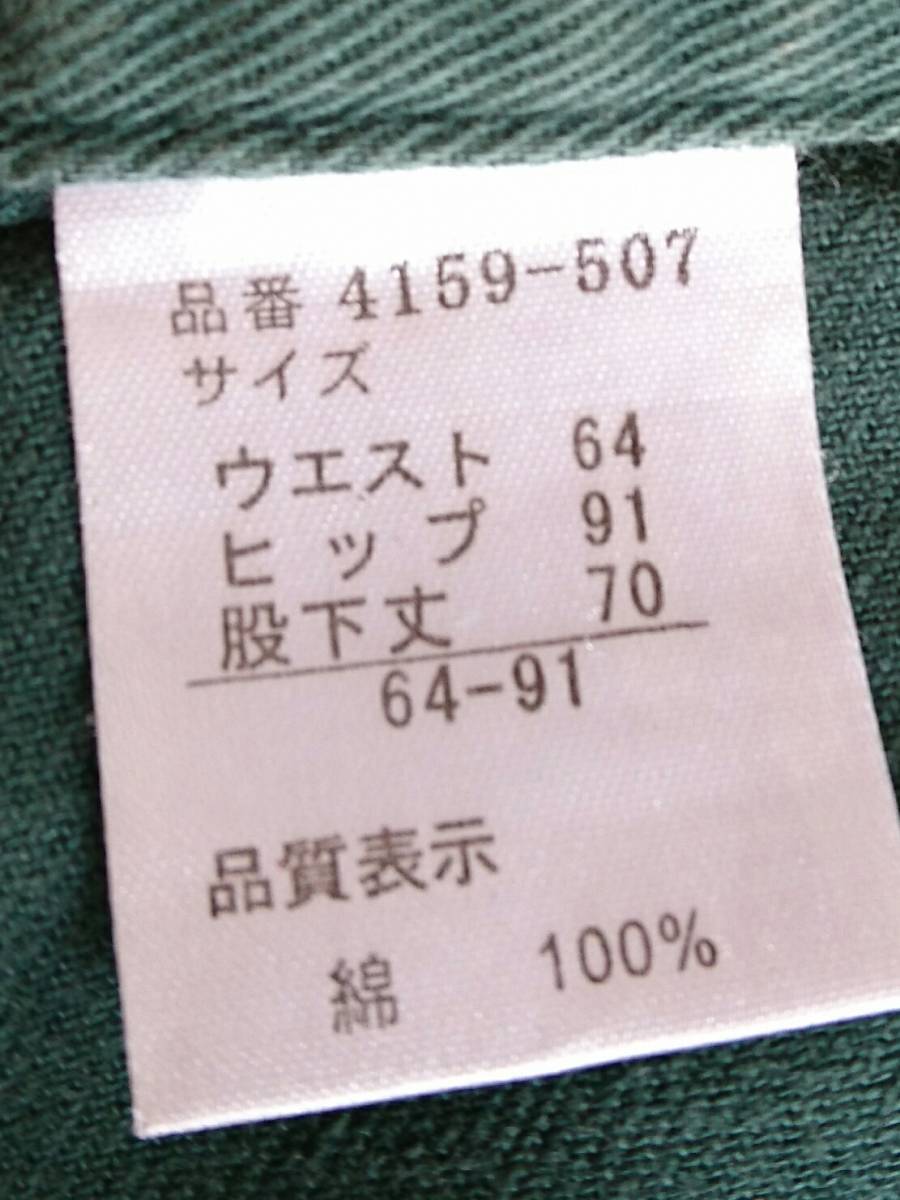 品番 4159-507
サイズ
ウエスト 64
ヒップ 91
股下丈 70
64-91
品質表示
綿 100%